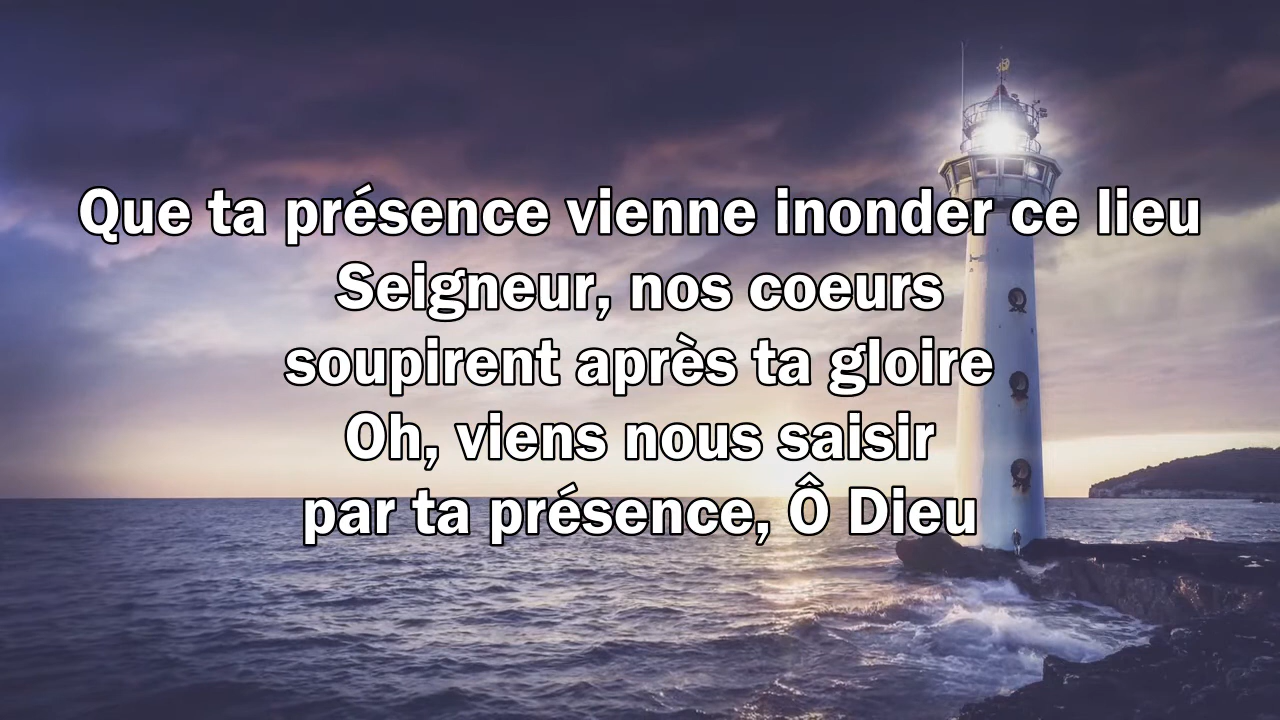 Que ta présence vienne inonder ce lieu
Seigneur, nos coeurs
soupirent après ta gloire
Oh, viens nous saisir
par ta présence, Ô Dieu